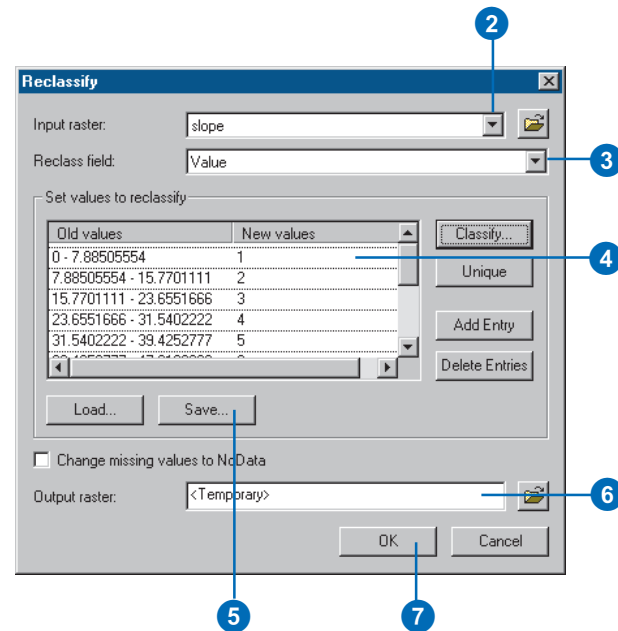 2
Reclassify
Input raster: slope
Reclass field: Value
3
Set values to reclassify
Old values New values
Classify...
0 - 7.88505554 1
4
7.88505554 - 15.7701111 2
Unique
15.7701111 - 23.6551666 3
23.6551666 - 31.5402222 4
Add Entry
31.5402222 - 39.4252777 5
Delete Entries
Load... Save...
Change missing values to NoData
Output raster: <Temporary>
6
OK Cancel
5 7